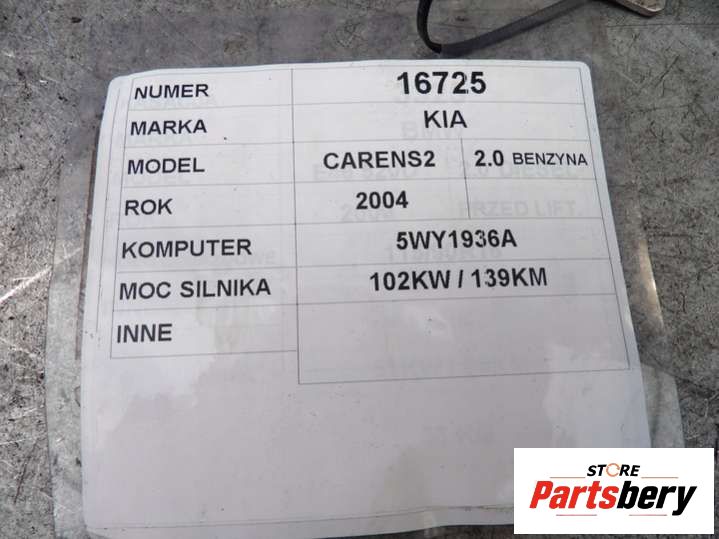 NUMER 16725
MARKA KIA
MODEL CARENS2 2.0 BENZYNA
ROK 2004
KOMPUTER 5WY1936A
MOC SILNIKA 102KW / 139KM
INNE
STORE
Partsbery